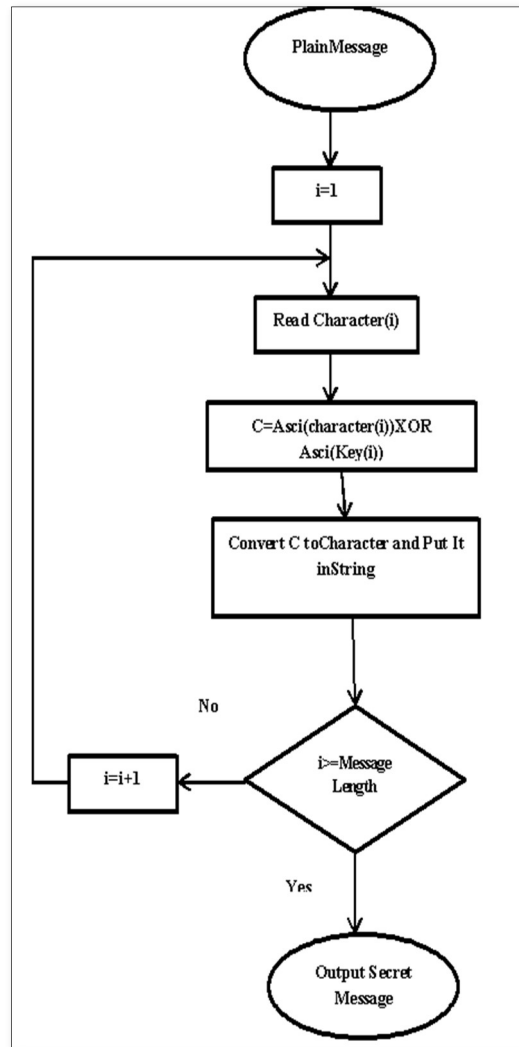 PlainMessage
i=1
Read Character(i)
C=Asci(character(i))XOR
Asci(Key(i))
Convert C toCharacter and Put It
inString
No
i>=Message
Length
i=i+1
Yes
Output Secret
Message